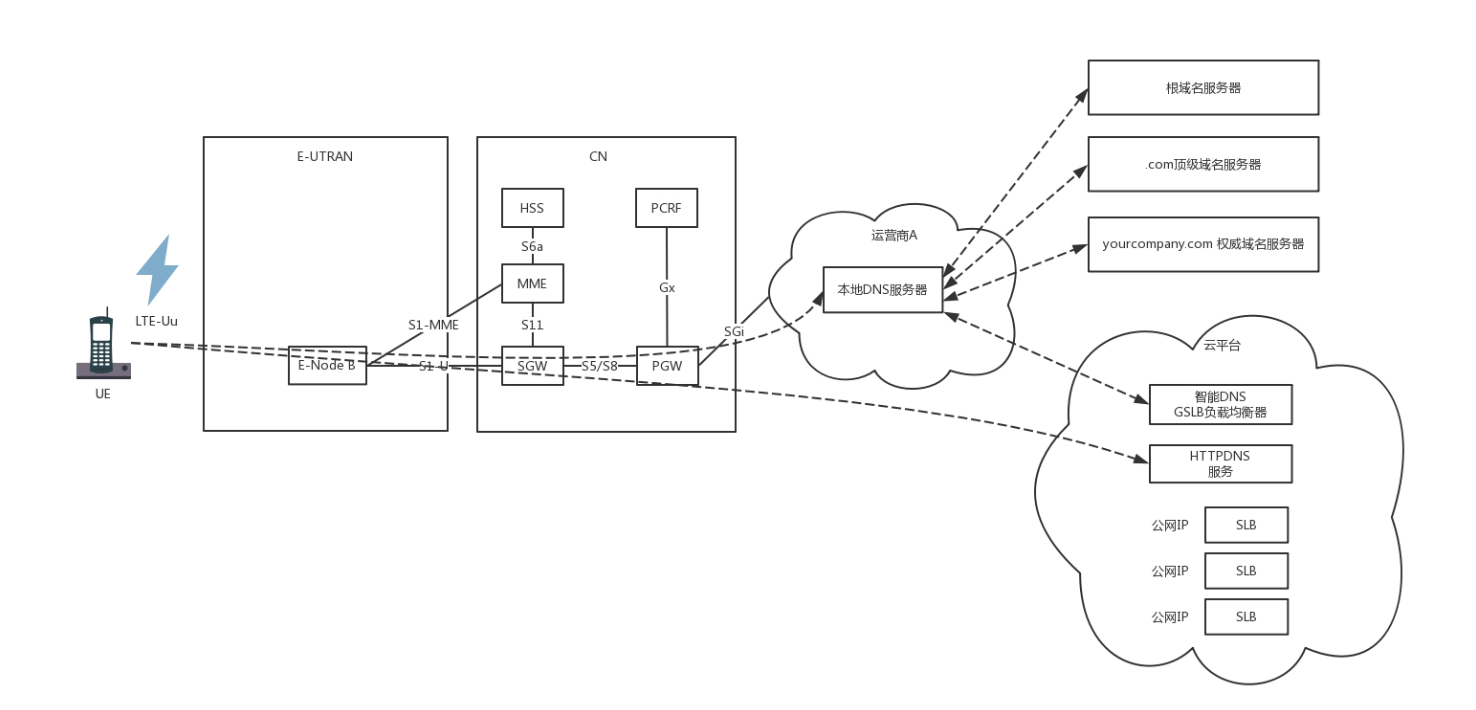 根域名服务器
E-UTRAN
CN
.com顶级域名服务器
HSS
PCRF
运营商A
yourcompany.com 权威域名服务器
S6a
MME
Gx
本地DNS服务器
LTE-Uu
S1-MME
S11
SGi
云平台
E-Node B
S1-U
SGW
S5/S8
PGW
UE
智能DNS
GSLB负载均衡器
HTTPDNS
服务
公网IP
SLB
公网IP
SLB
公网IP
SLB